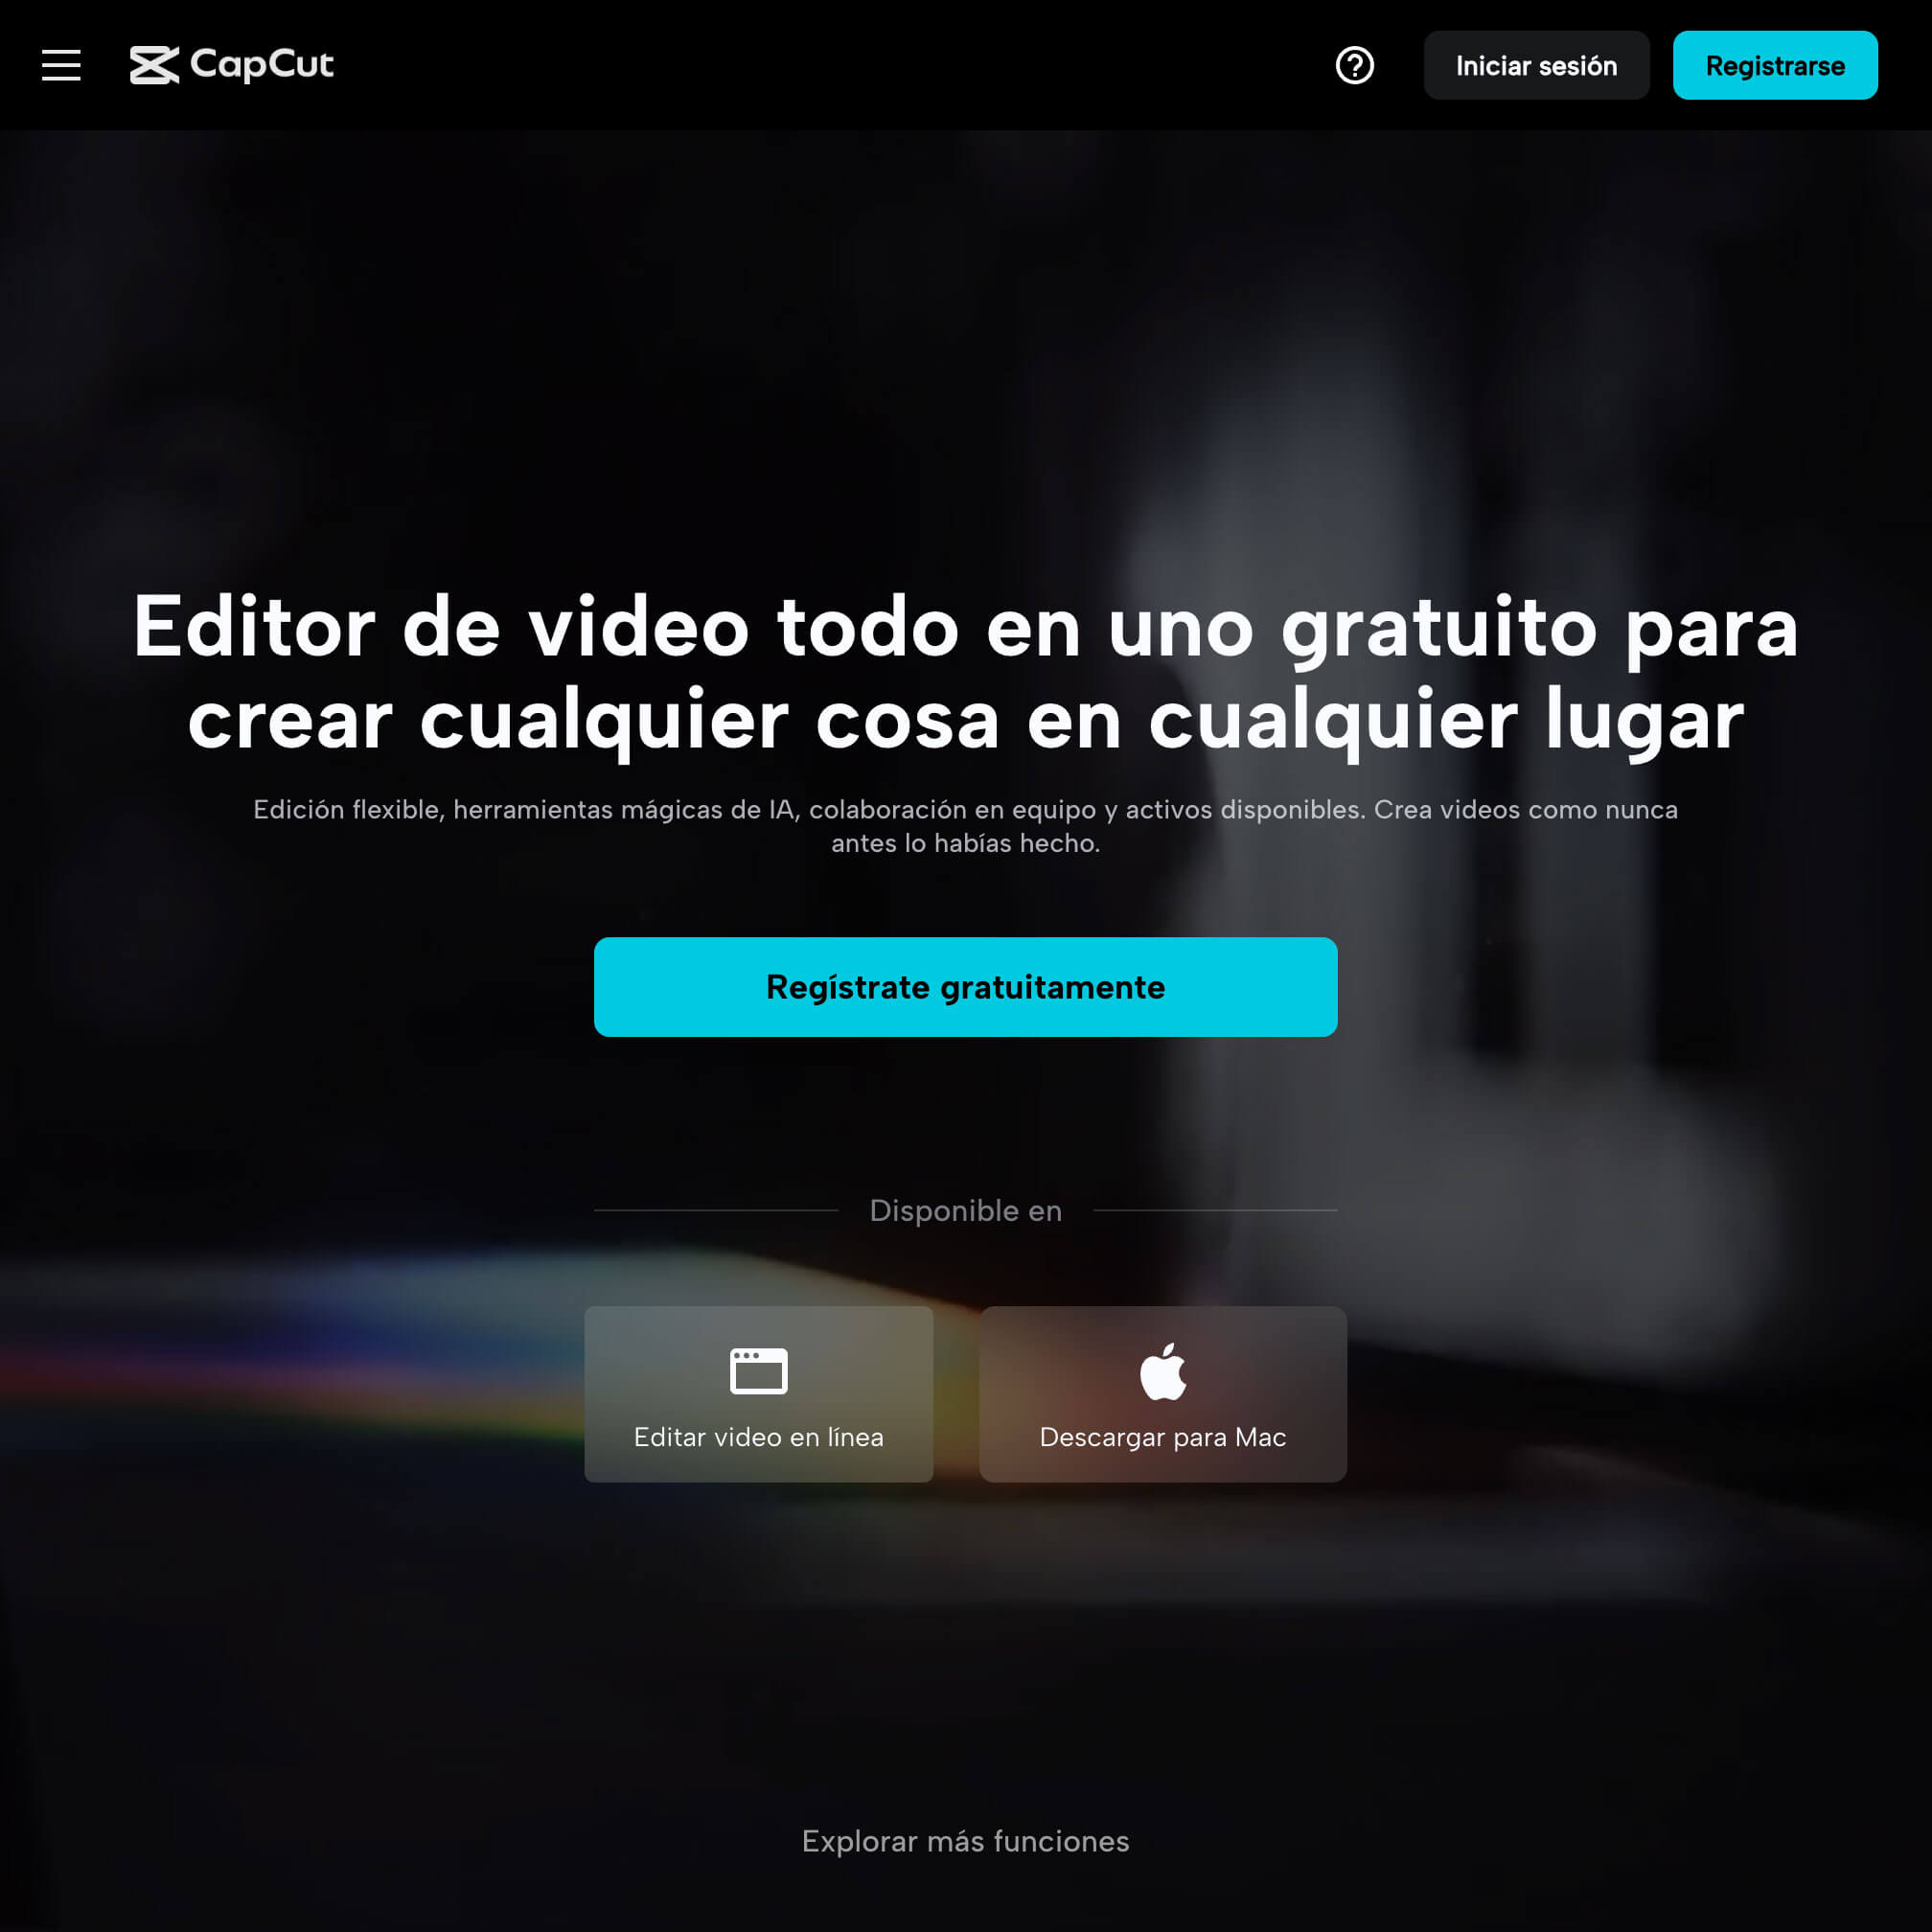 CapCut
Iniciar sesión
Registrarse
Editor de video todo en uno gratuito para
crear cualquier cosa en cualquier lugar
Edición flexible, herramientas mágicas de IA, colaboración en equipo y activos disponibles. Crea videos como nunca
antes lo habías hecho.
Regístrate gratuitamente
Disponible en
Editar video en línea
Descargar para Mac
Explorar más funciones